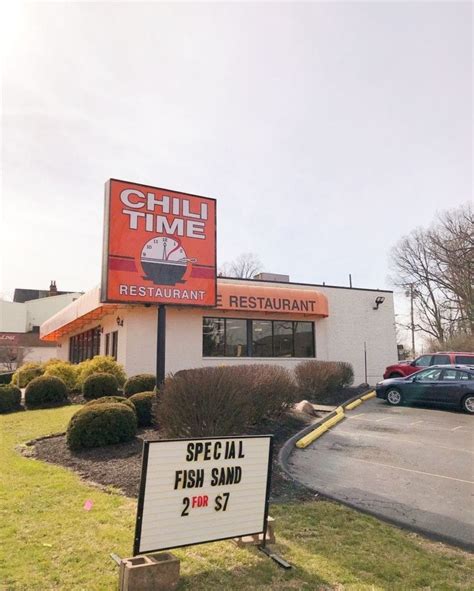 CHILI
TIME
RESTAURANT
E RESTAURANT
SPECIAL
FISH SAND
2 FOR $7